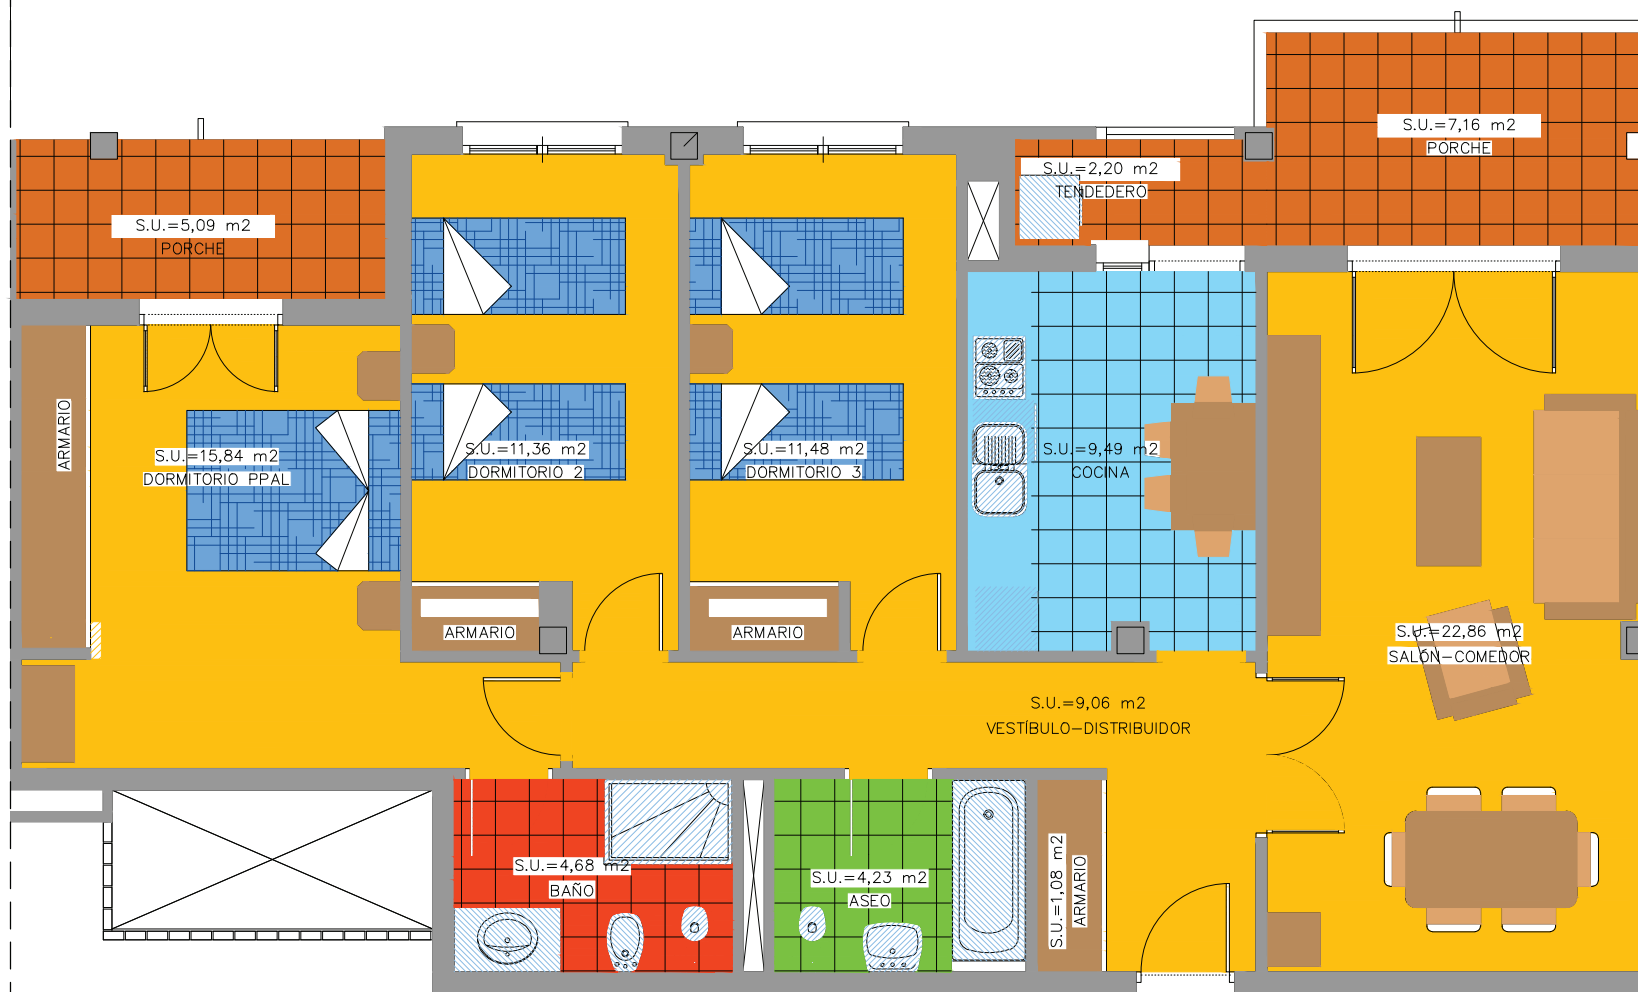 S.U.=7,16 m2
PORCHE
S.U.=2,20 m2
TENDEDERO
S.U.=5,09 m2
PORCHE
ARMARIO
S.U.=15,84 m2
DORMITORIO PPAL
S.U.=11,36 m2
DORMITORIO 2
S.U.=11,48 m2
DORMITORIO 3
S.U.=9,49 m2
COCINA
ARMARIO
ARMARIO
S.U.=22,86 m2
SALÓN-COMEDOR
S.U.=9,06 m2
VESTÍBULO-DISTRIBUIDOR
S.U.=4,68 m2
BAÑO
S.U.=4,23 m2
ASEO
S.U.=1,08 m2
ARMARIO